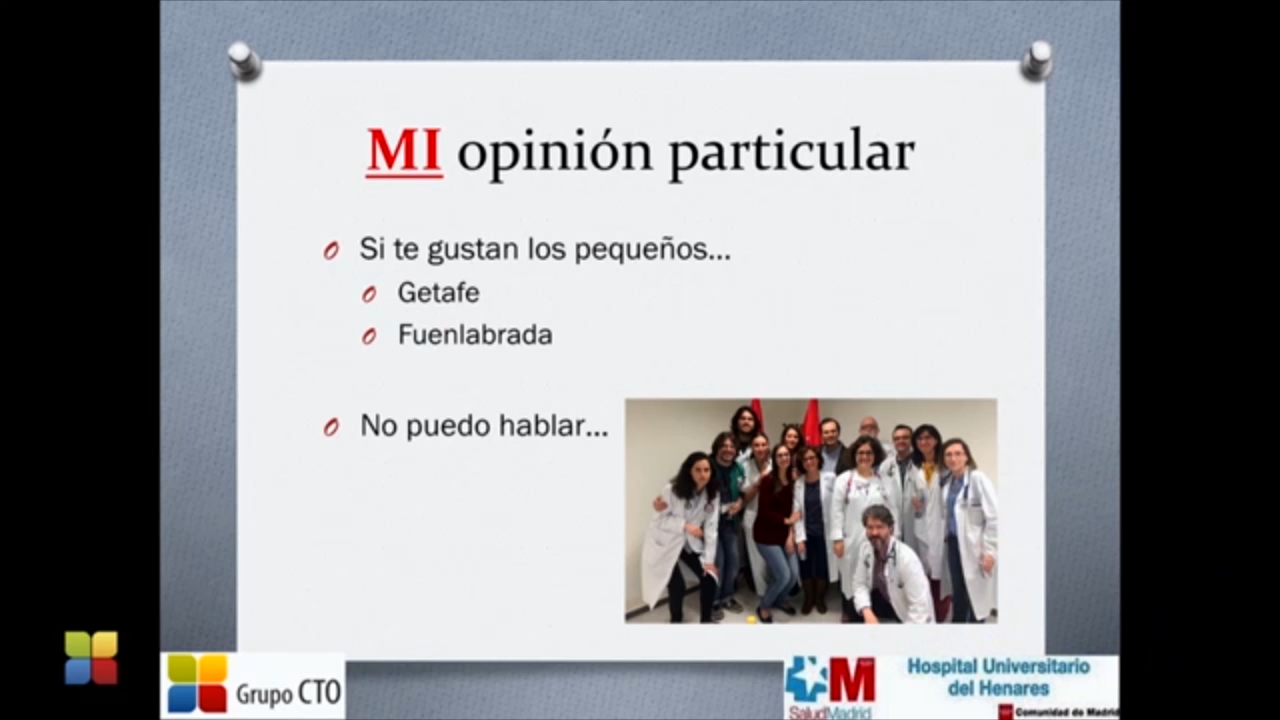 MI opinión particular
Si te gustan los pequeños...
Getafe
Fuenlabrada
No puedo hablar...
Grupo CTO
SaludMadrid
Hospital Universitario
del Henares
Comunidad de Madrid